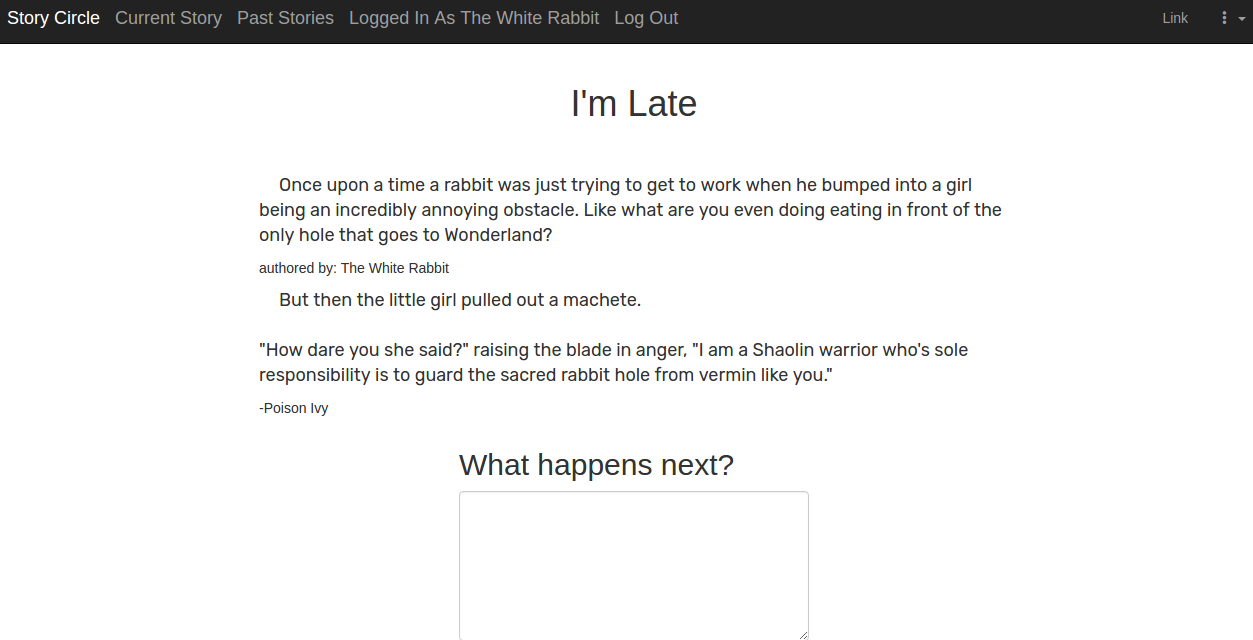 Story Circle Current Story Past Stories Logged In As The White Rabbit Log Out Link
I'm Late
Once upon a time a rabbit was just trying to get to work when he bumped into a girl
being an incredibly annoying obstacle. Like what are you even doing eating in front of the
only hole that goes to Wonderland?
authored by: The White Rabbit
But then the little girl pulled out a machete.
"How dare you she said?" raising the blade in anger, "I am a Shaolin warrior who's sole
responsibility is to guard the sacred rabbit hole from vermin like you."
-Poison Ivy
What happens next?